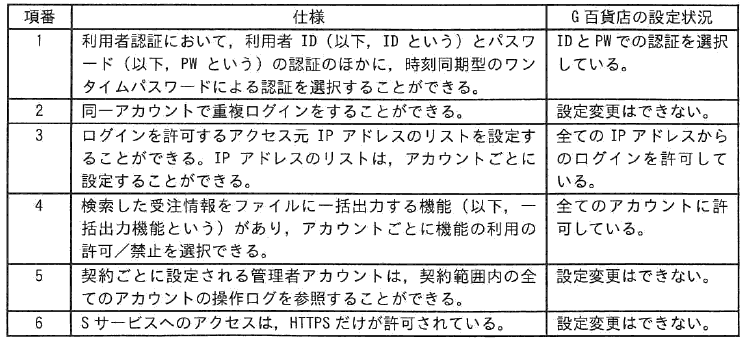 項番 仕様 G 百貨店の設定状況
1 利用者認証において，利用者 ID（以下，ID という）とパスワ IDとPWでの認証を選択
ード（以下，PW という）の認証のほかに，時刻同期型のワン している。
タイムパスワードによる認証を選択することができる。
2 同一アカウントで重複ログインをすることができる。 設定変更はできない。
3 ログインを許可するアクセス元 IP アドレスのリストを設定す 全ての IP アドレスから
ることができる。IP アドレスのリストは，アカウントごとに のログインを許可して
設定することができる。 いる。
4 検索した受注情報をファイルに一括出力する機能（以下，一 全てのアカウントに許
括出力機能という）があり，アカウントごとに機能の利用の 可している。
許可／禁止を選択できる。
5 契約ごとに設定される管理者アカウントは，契約範囲内の全 設定変更はできない。
てのアカウントの操作ログを参照することができる。
6 Sサービスへのアクセスは，HTTPSだけが許可されている。 設定変更はできない。